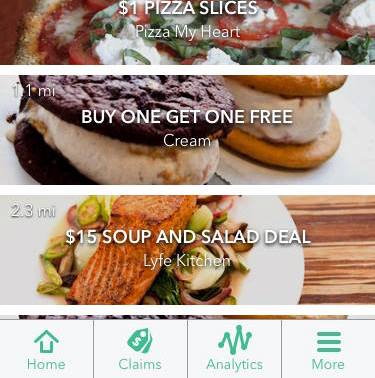 $1 PIZZA SLICES
Pizza My Heart
1.1 mi
BUY ONE GET ONE FREE
Cream
2.3 mi
$15 SOUP AND SALAD DEAL
Lyfe Kitchen
Home
Claims
Analytics
More